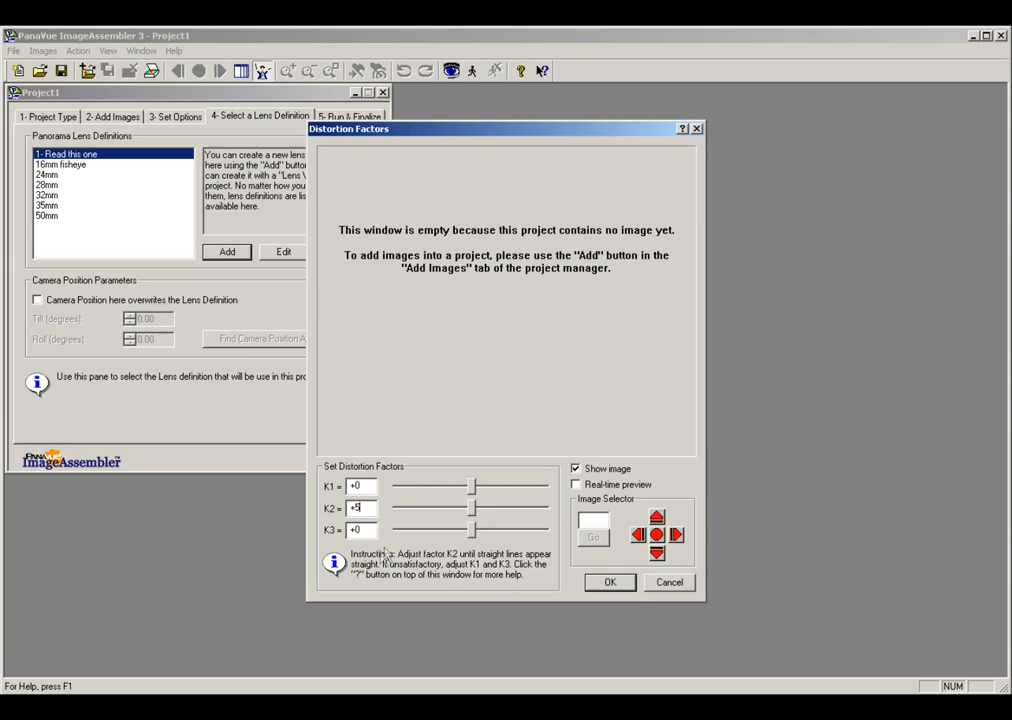 PanaVue ImageAssembler 3 - Project1
File Images Action View Window Help
Project1
1- Project Type 2- Add Images 3- Set Options 4- Select a Lens Definition 5- Run & Finalize
Panorama Lens Definitions
1- Read this one
16mm fisheye
24mm
28mm
32mm
35mm
50mm
You can create a new lens
here using the "Add" button
can create it with a "Lens
project. No matter how you
them, lens definitions are lis
available here.
Add Edit
Camera Position Parameters
Camera Position here overwrites the Lens Definition
Tilt (degrees): 0.00
Roll (degrees): 0.00
Find Camera Position A
Use this pane to select the Lens definition that will be use in this pro
PANAVUE
ImageAssembler
Distortion Factors
This window is empty because this project contains no image yet.
To add images into a project, please use the "Add" button in the
"Add Images" tab of the project manager.
Set Distortion Factors
K1 = +0
K2 = +5
K3 = +0
Instructions: Adjust factor K2 until straight lines appear
straight. If unsatisfactory, adjust K1 and K3. Click the
"?" button on top of this window for more help.
Show image
Real-time preview
Image Selector
Go
OK Cancel
For Help, press F1
NUM